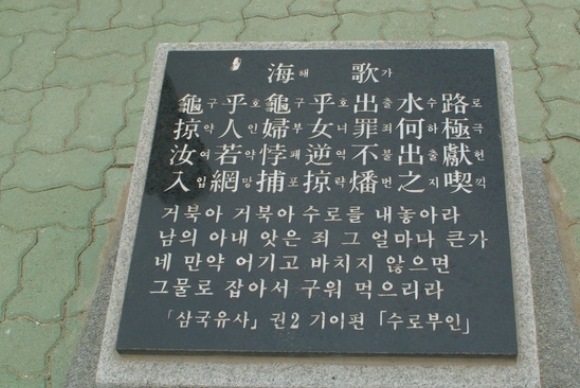 海해 歌가
龜구乎호龜구乎호出출水수路로
掠약人인婦부女녀罪죄何하極극
汝여若약悖패逆역不불出출獻헌
入입網망捕포掠략燔번之지喫끽
거북아 거북아 수로를 내놓아라
남의 아내 앗은 죄 그 얼마나 큰가
네 만약 어기고 바치지 않으면
그물로 잡아서 구워 먹으리라
「삼국유사」 권2 기이편 「수로부인」